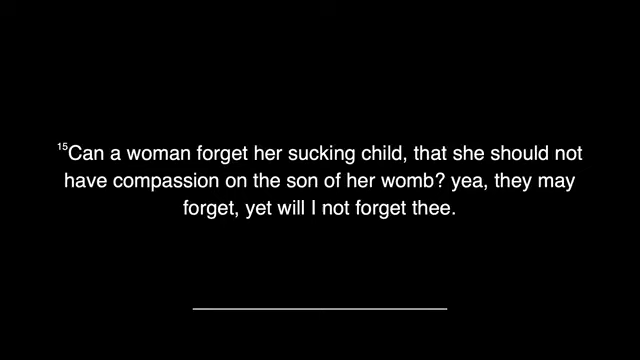 15Can a woman forget her sucking child, that she should not
have compassion on the son of her womb? yea, they may
forget, yet will I not forget thee.